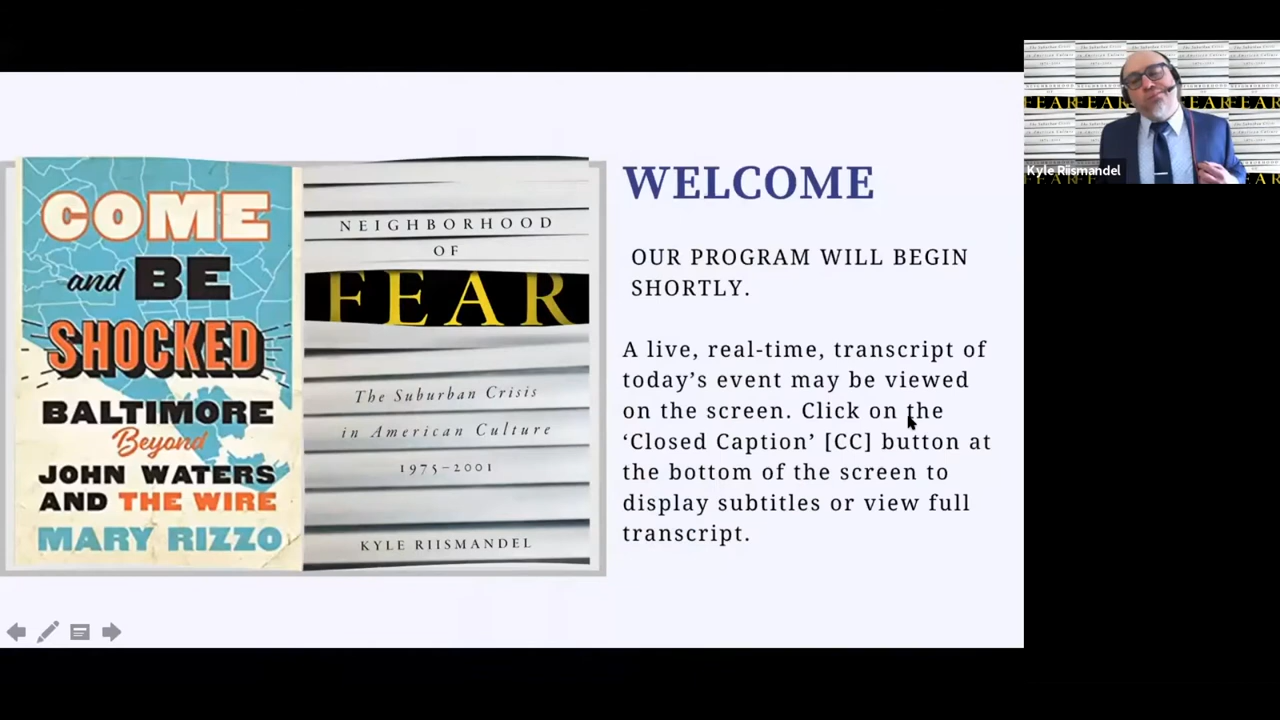 COME
and BE
SHOCKED
BALTIMORE
Beyond
JOHN WATERS
AND THE WIRE
MARY RIZZO
NEIGHBORHOOD
OF
FEAR
The Suburban Crisis
in American Culture
1975–2001
KYLE RIISMANDEL
WELCOME
OUR PROGRAM WILL BEGIN
SHORTLY.
A live, real-time, transcript of
today’s event may be viewed
on the screen. Click on the
‘Closed Caption’ [CC] button at
the bottom of the screen to
display subtitles or view full
transcript.
Kyle Riismandel